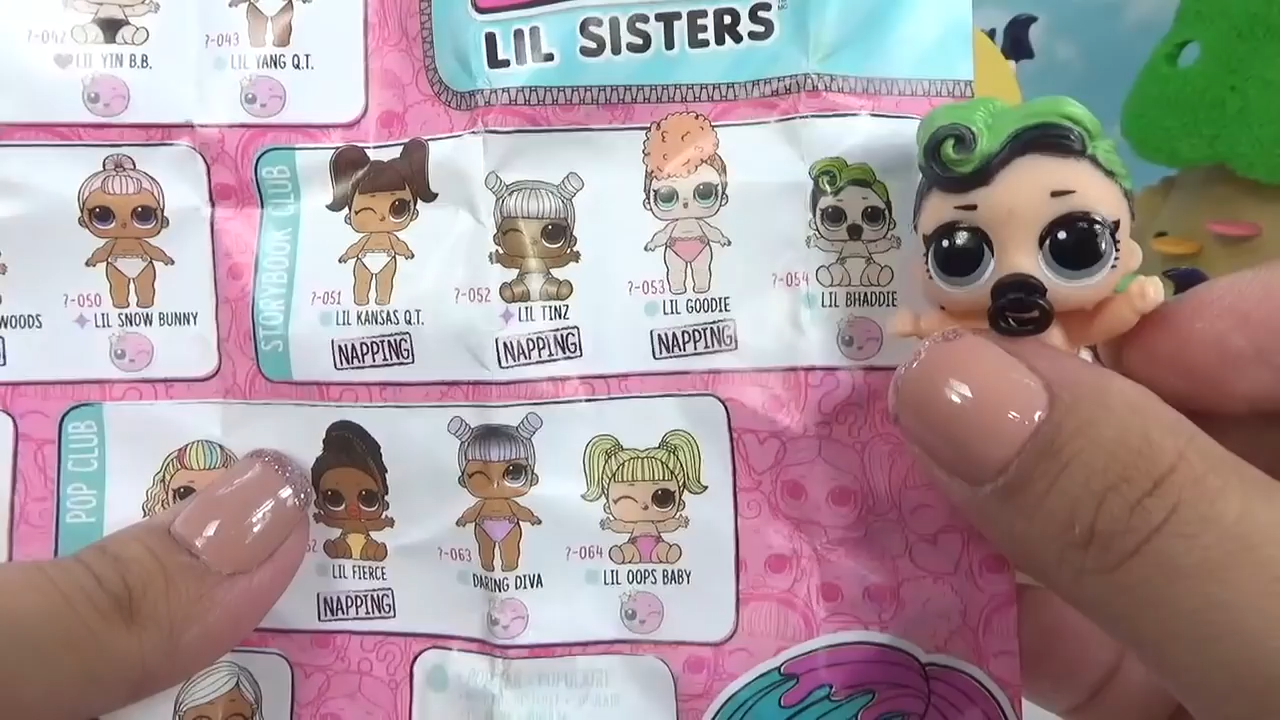 LIL SISTERS
?-042
LIL YIN B.B.
?-043
LIL YANG Q.T.
WOODS
?-050
LIL SNOW BUNNY
STORYBOOK CLUB
?-051
LIL KANSAS Q.T.
NAPPING
?-052
LIL TINZ
NAPPING
?-053
LIL GOODIE
NAPPING
?-054
LIL BHADDIE
POP CLUB
LIL FIERCE
NAPPING
?-063
DARING DIVA
?-064
LIL OOPS BABY